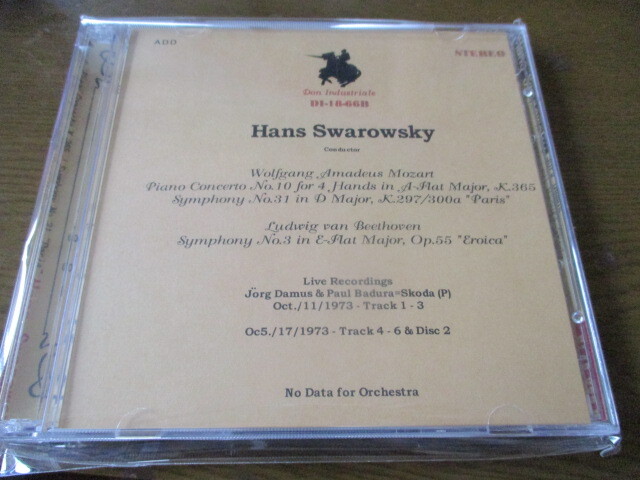 ADD
STEREO
Don Industriale
DI-18-66B
Hans Swarowsky
Conductor
Wolfgang Amadeus Mozart
Piano Concerto No.10 for 4 Hands in A-Flat Major, K.365
Symphony No.31 in D Major, K.297/300a "Paris"
Ludwig van Beethoven
Symphony No.3 in E-Flat Major, Op.55 "Eroica"
Live Recordings
Jörg Damus & Paul Badura=Skoda (P)
Oct./11/1973 - Track 1 - 3
Oc5./17/1973 - Track 4 - 6 & Disc 2
No Data for Orchestra